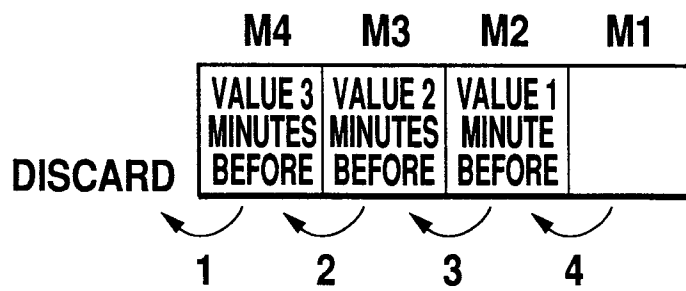 M4 M3 M2 M1
VALUE 3 VALUE 2 VALUE 1
MINUTES MINUTES MINUTE
BEFORE BEFORE BEFORE
DISCARD
1 2 3 4